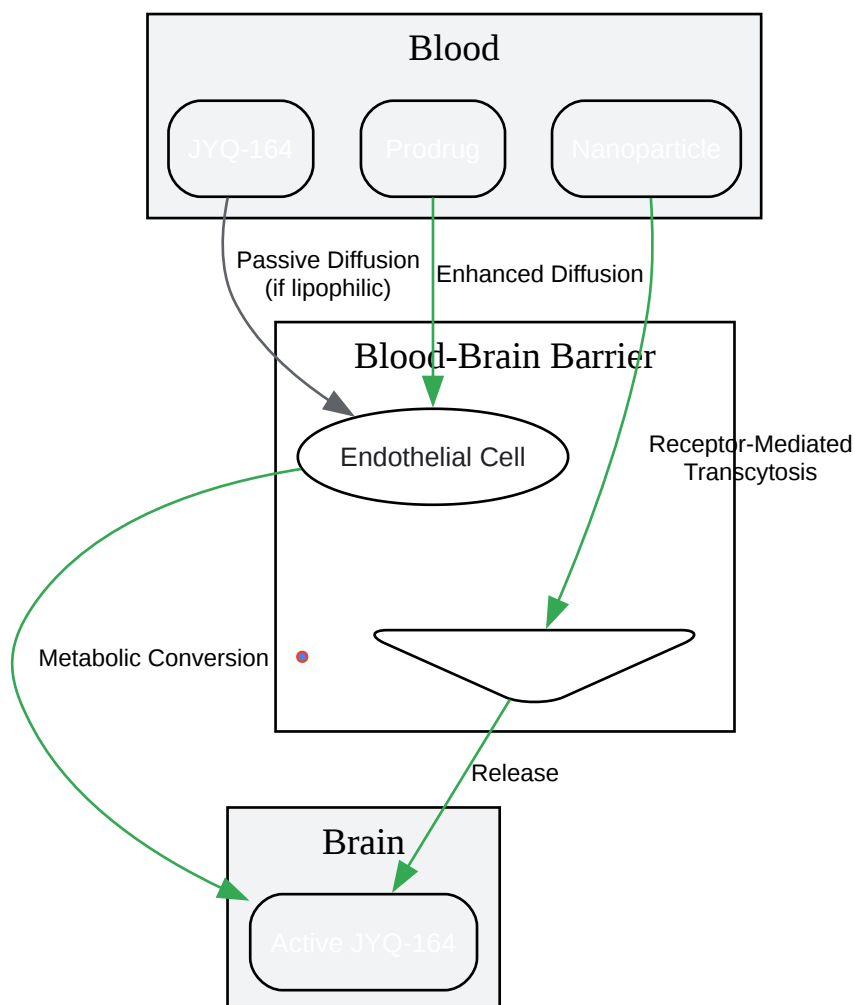 Blood
JYQ-164
Prodrug
Nanoparticle
Passive Diffusion
(if lipophilic)
Enhanced Diffusion
Blood-Brain Barrier
Endothelial Cell
Receptor-Mediated
Transcytosis
Metabolic Conversion
Release
Brain
Active JYQ-164